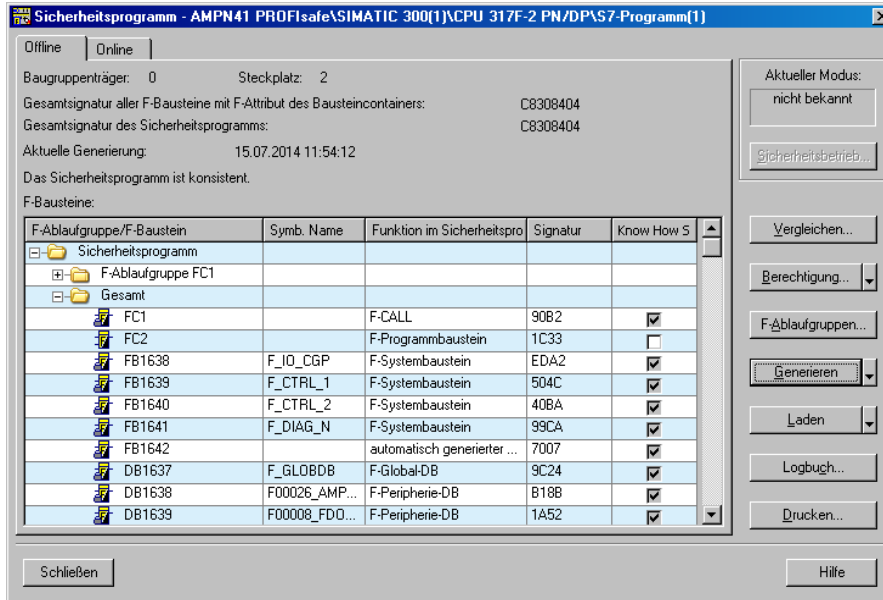 Sicherheitsprogramm - AMPN41 PROFIsafe\SIMATIC 300(1)\CPU 317F-2 PN/DP\S7-Programm(1)
Offline Online
Baugruppenträger: 0 Steckplatz: 2
Gesamtsignatur aller F-Bausteine mit F-Attribut des Bausteincontainers: C8308404
Gesamtsignatur des Sicherheitsprogramms: C8308404
Aktuelle Generierung: 15.07.2014 11:54:12
Das Sicherheitsprogramm ist konsistent.
F-Bausteine:
F-Ablaufgruppe/F-Baustein Symb. Name Funktion im Sicherheitspro Signatur Know How S
Sicherheitsprogramm
F-Ablaufgruppe FC1
Gesamt
FC1 F-CALL 90B2
FC2 F-Programmbaustein 1C33
FB1638 F_IO_CGP F-Systembaustein EDA2
FB1639 F_CTRL_1 F-Systembaustein 504C
FB1640 F_CTRL_2 F-Systembaustein 40BA
FB1641 F_DIAG_N F-Systembaustein 99CA
FB1642 automatisch generierter ... 7007
DB1637 F_GLOBDB F-Global-DB 9C24
DB1638 F00026_AMP... F-Peripherie-DB B18B
DB1639 F00008_FDO... F-Peripherie-DB 1A52
Aktueller Modus:
nicht bekannt
Sicherheitsbetrieb...
Vergleichen...
Berechtigung...
F-Ablaufgruppen...
Generieren
Laden
Logbuch...
Drucken...
Schließen
Hilfe